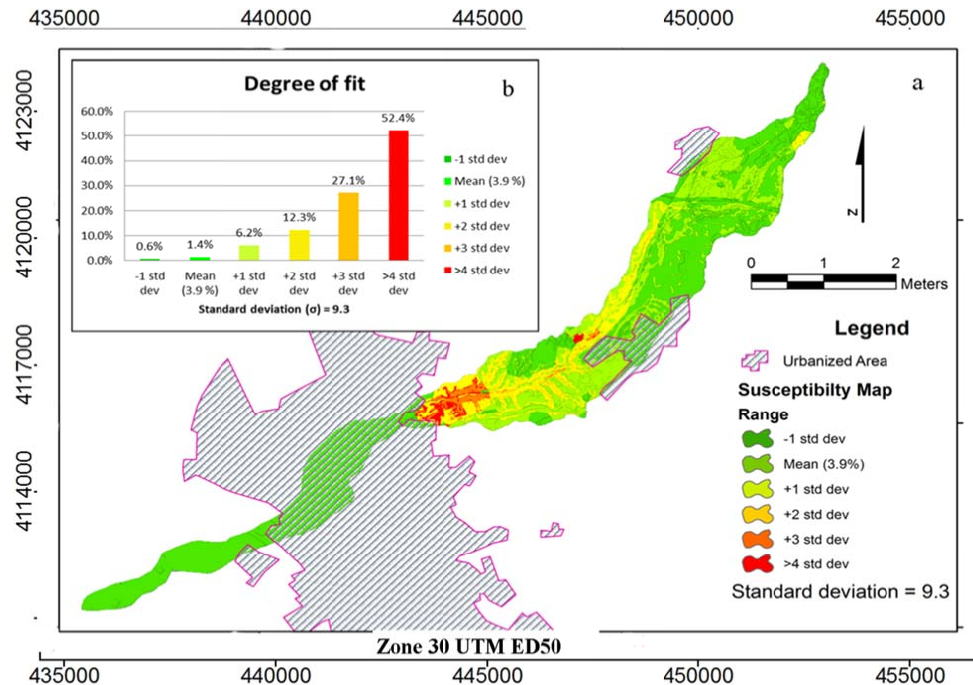 435000 440000 445000 450000 455000
a
4123000
4120000
4117000
4114000
Degree of fit
b
60.0%
50.0%
40.0%
30.0%
20.0%
10.0%
0.0%
0.6%
1.4%
6.2%
12.3%
27.1%
52.4%
-1 std dev
Mean (3.9 %)
+1 std dev
+2 std dev
+3 std dev
>4 std dev
Standard deviation (σ) = 9.3
-1 std dev
Mean (3.9 %)
+1 std dev
+2 std dev
+3 std dev
>4 std dev
N
0 1 2
Meters
Legend
Urbanized Area
Susceptibilty Map
Range
-1 std dev
Mean (3.9%)
+1 std dev
+2 std dev
+3 std dev
>4 std dev
Standard deviation = 9.3
Zone 30 UTM ED50
435000 440000 445000 450000 455000